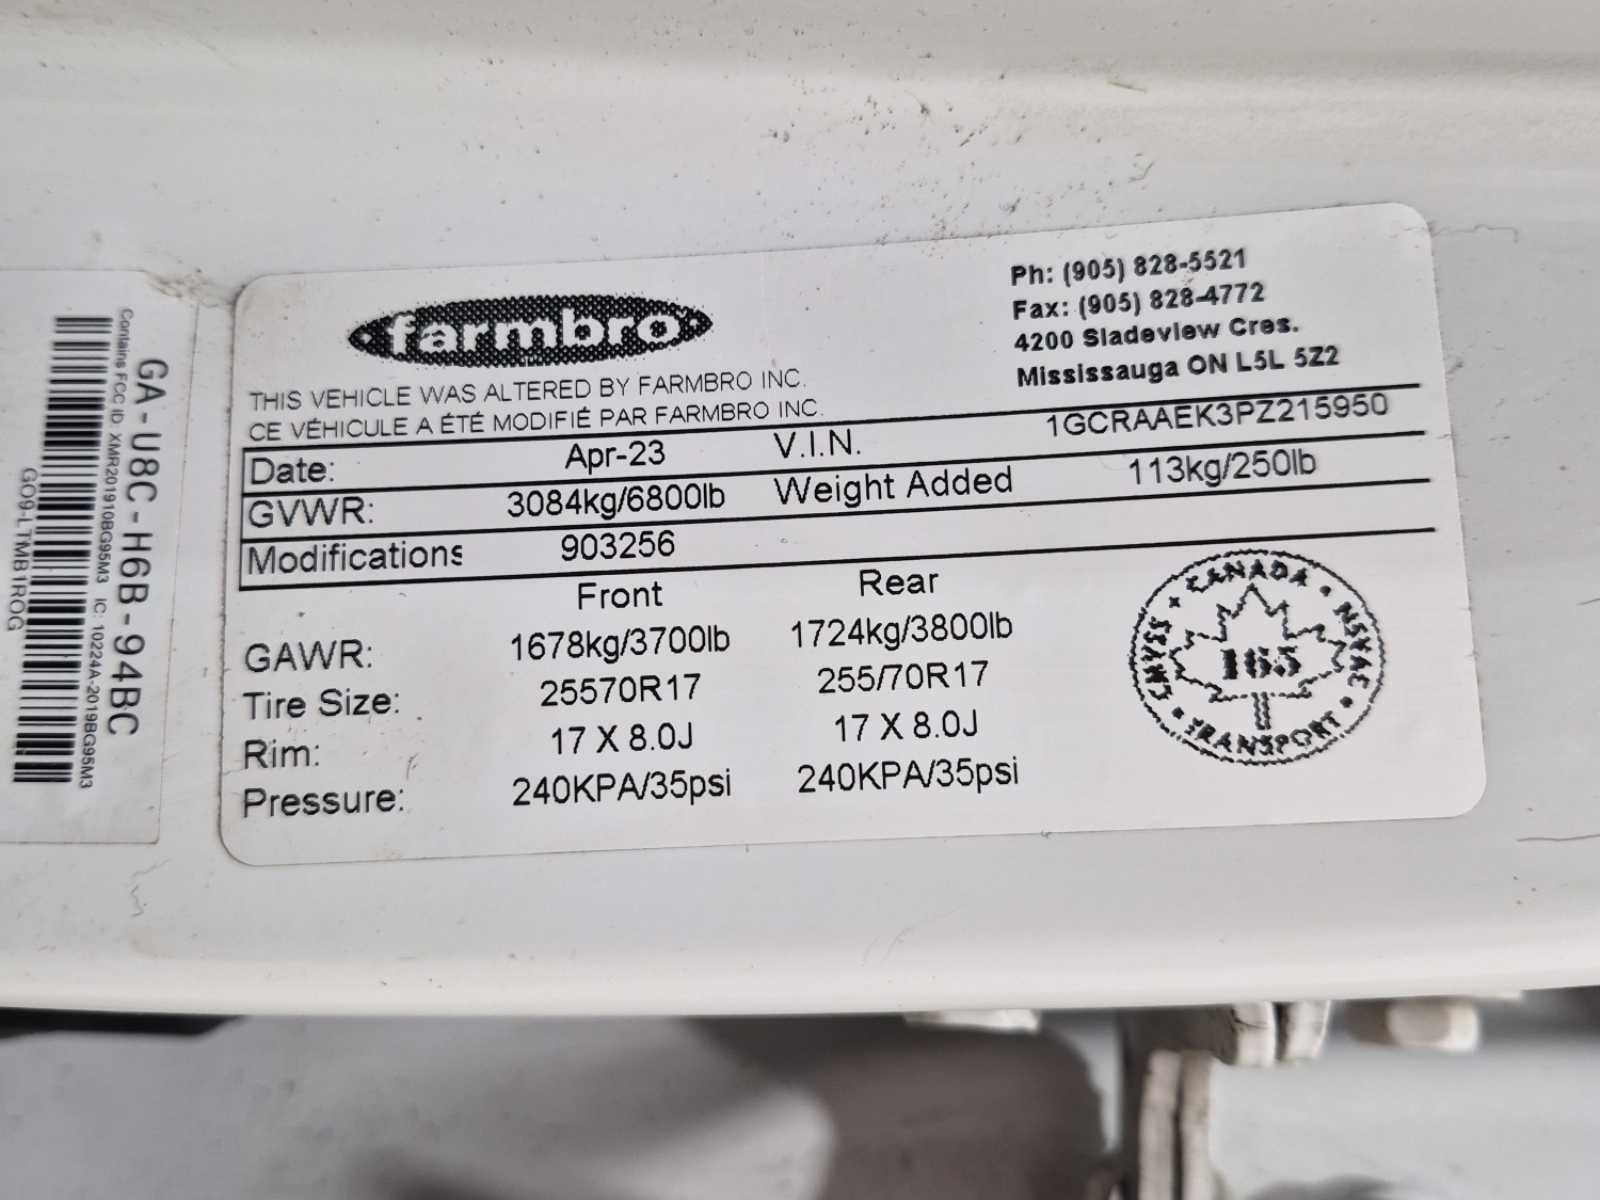 GA-U8C-H6B-94BC
Contains FCC ID: XMR201910BG95M3 IC: 10224A-2019BG95M3
GO9-LTMB1ROG
farmbro
Ph: (905) 828-5521
Fax: (905) 828-4772
4200 Sladeview Cres.
Mississauga ON L5L 5Z2
THIS VEHICLE WAS ALTERED BY FARMBRO INC.
CE VÉHICULE A ÉTÉ MODIFIÉ PAR FARMBRO INC.
Date: Apr-23 V.I.N. 1GCRAAEK3PZ215950
GVWR: 3084kg/6800lb Weight Added 113kg/250lb
Modifications 903256
Front Rear
GAWR: 1678kg/3700lb 1724kg/3800lb
Tire Size: 25570R17 255/70R17
Rim: 17 X 8.0J 17 X 8.0J
Pressure: 240KPA/35psi 240KPA/35psi
CANADA • NSVAC • TRANSPORT • CMVSS •
165